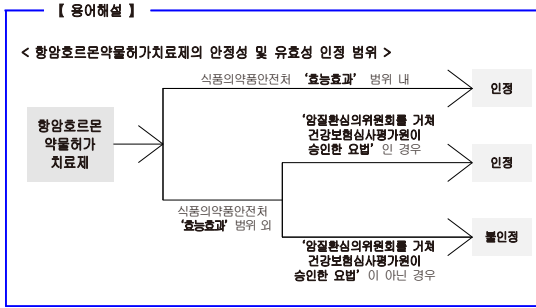 【 용어해설 】
< 항암호르몬약물허가치료제의 안정성 및 유효성 인정 범위 >
식품의약품안전처 '효능효과' 범위 내
인정
항암호르몬
약물허가
치료제
'암질환심의위원회를 거쳐
건강보험심사평가원이
승인한 요법' 인 경우
인정
식품의약품안전처
'효능효과' 범위 외
'암질환심의위원회를 거쳐
건강보험심사평가원이
승인한 요법' 이 아닌 경우
불인정